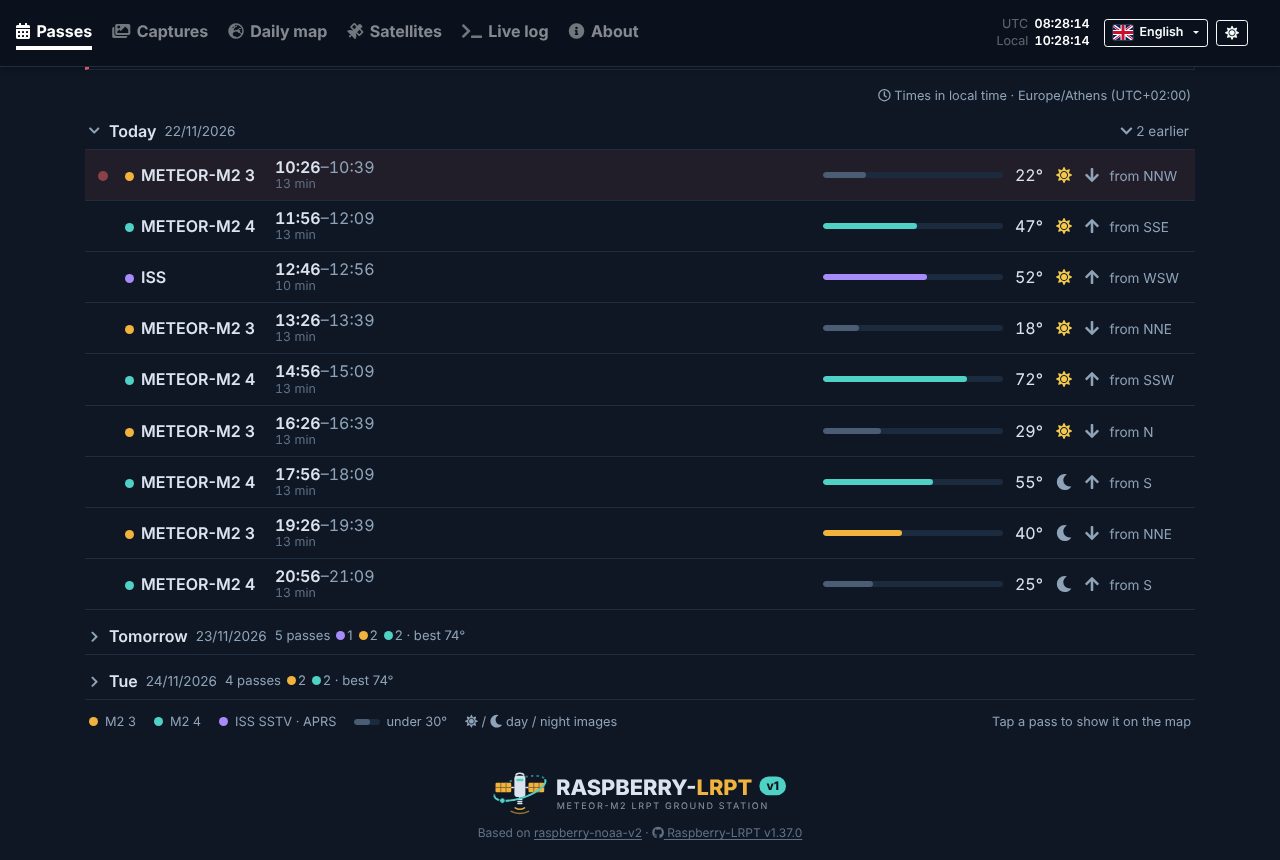 Passes Captures Daily map Satellites Live log About UTC 08:28:14 English
Local 10:28:14
Times in local time · Europe/Athens (UTC+02:00)
Today 22/11/2026 2 earlier
METEOR-M2 3 10:26–10:39 22° from NNW
13 min
METEOR-M2 4 11:56–12:09 47° from SSE
13 min
ISS 12:46–12:56 52° from WSW
10 min
METEOR-M2 3 13:26–13:39 18° from NNE
13 min
METEOR-M2 4 14:56–15:09 72° from SSW
13 min
METEOR-M2 3 16:26–16:39 29° from N
13 min
METEOR-M2 4 17:56–18:09 55° from S
13 min
METEOR-M2 3 19:26–19:39 40° from NNE
13 min
METEOR-M2 4 20:56–21:09 25° from S
13 min
Tomorrow 23/11/2026 5 passes 1 2 2 · best 74°
Tue 24/11/2026 4 passes 2 2 · best 74°
M2 3 M2 4 ISS SSTV · APRS under 30° / day / night images Tap a pass to show it on the map
RASPBERRY-LRPT v1
METEOR-M2 LRPT GROUND STATION
Based on raspberry-noaa-v2 · Raspberry-LRPT v1.37.0